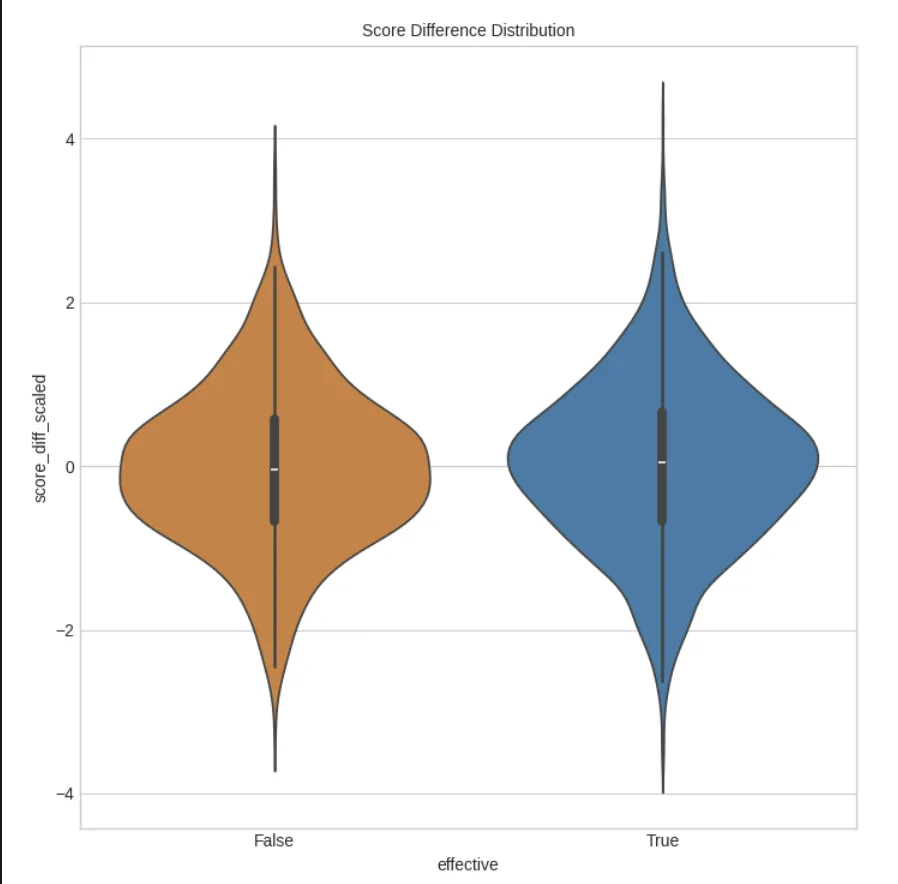 Score Difference Distribution
4
2
0
−2
−4
score_diff_scaled
False
True
effective